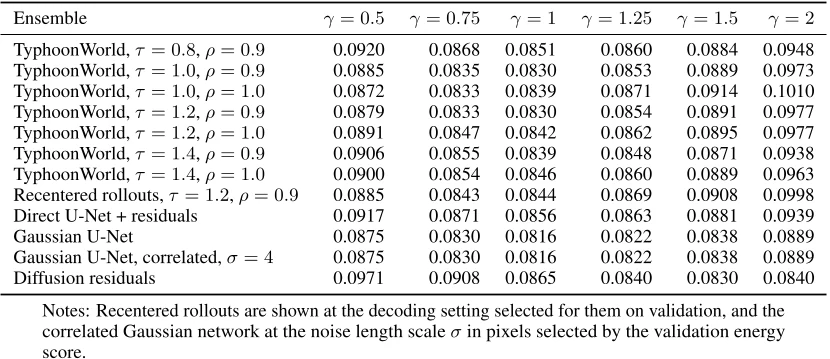 Ensemble γ = 0.5 γ = 0.75 γ = 1 γ = 1.25 γ = 1.5 γ = 2
TyphoonWorld, τ = 0.8, ρ = 0.9 0.0920 0.0868 0.0851 0.0860 0.0884 0.0948
TyphoonWorld, τ = 1.0, ρ = 0.9 0.0885 0.0835 0.0830 0.0853 0.0889 0.0973
TyphoonWorld, τ = 1.0, ρ = 1.0 0.0872 0.0833 0.0839 0.0871 0.0914 0.1010
TyphoonWorld, τ = 1.2, ρ = 0.9 0.0879 0.0833 0.0830 0.0854 0.0891 0.0977
TyphoonWorld, τ = 1.2, ρ = 1.0 0.0891 0.0847 0.0842 0.0862 0.0895 0.0977
TyphoonWorld, τ = 1.4, ρ = 0.9 0.0906 0.0855 0.0839 0.0848 0.0871 0.0938
TyphoonWorld, τ = 1.4, ρ = 1.0 0.0900 0.0854 0.0846 0.0860 0.0889 0.0963
Recentered rollouts, τ = 1.2, ρ = 0.9 0.0885 0.0843 0.0844 0.0869 0.0908 0.0998
Direct U-Net + residuals 0.0917 0.0871 0.0856 0.0863 0.0881 0.0939
Gaussian U-Net 0.0875 0.0830 0.0816 0.0822 0.0838 0.0889
Gaussian U-Net, correlated, σ = 4 0.0875 0.0830 0.0816 0.0822 0.0838 0.0889
Diffusion residuals 0.0971 0.0908 0.0865 0.0840 0.0830 0.0840
Notes: Recentered rollouts are shown at the decoding setting selected for them on validation, and the
correlated Gaussian network at the noise length scale σ in pixels selected by the validation energy
score.